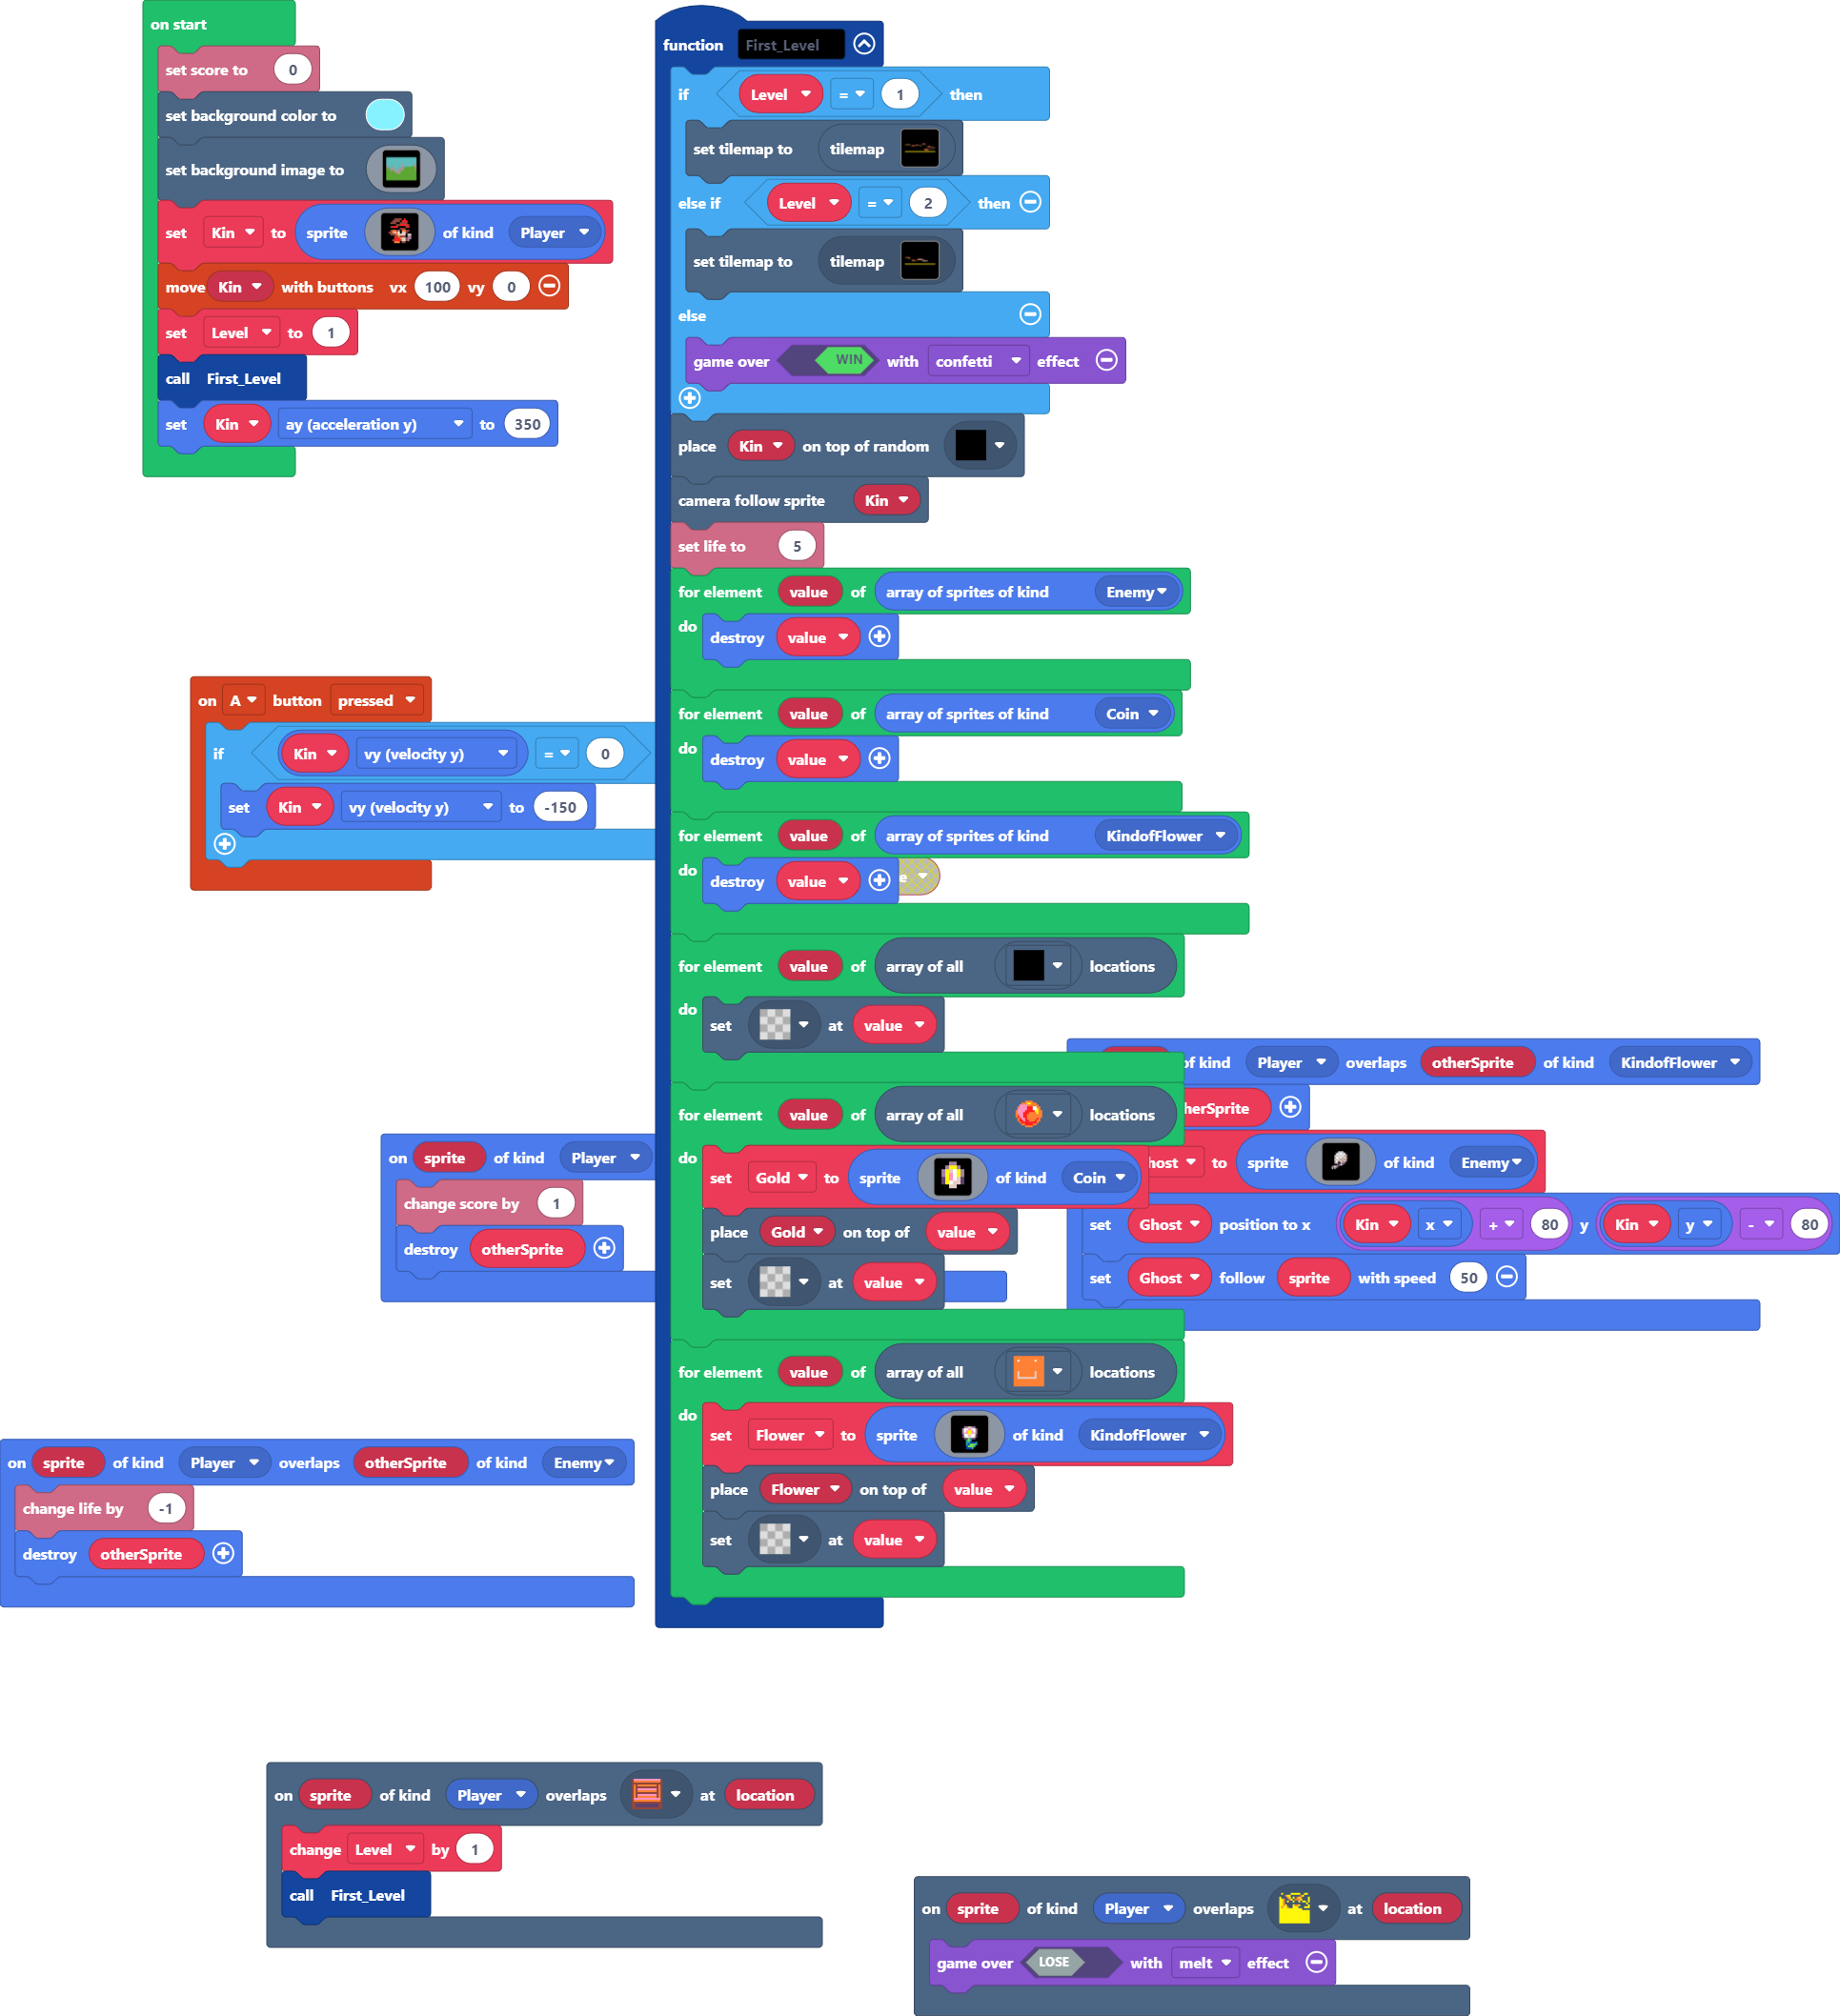 on start
set score to 0
set background color to
set background image to
set Kin to sprite of kind Player
move Kin with buttons vx 100 vy 0
set Level to 1
call First_Level
set Kin ay (acceleration y) to 350
on A button pressed
if Kin vy (velocity y) = 0
set Kin vy (velocity y) to -150
on sprite of kind Player
change score by 1
destroy otherSprite
on sprite of kind Player overlaps otherSprite of kind Enemy
change life by -1
destroy otherSprite
function First_Level
if Level = 1 then
set tilemap to tilemap
else if Level = 2 then
set tilemap to tilemap
else
game over WIN with confetti effect
place Kin on top of random
camera follow sprite Kin
set life to 5
for element value of array of sprites of kind Enemy
do destroy value
for element value of array of sprites of kind Coin
do destroy value
for element value of array of sprites of kind KindofFlower
do destroy value e
for element value of array of all locations
do set at value
for element value of array of all locations
do set Gold to sprite of kind Coin
place Gold on top of value
set at value
for element value of array of all locations
do set Flower to sprite of kind KindofFlower
place Flower on top of value
set at value
of kind Player overlaps otherSprite of kind KindofFlower
herSprite
host to sprite of kind Enemy
set Ghost position to x Kin x + 80 y Kin y - 80
set Ghost follow sprite with speed 50
on sprite of kind Player overlaps at location
change Level by 1
call First_Level
on sprite of kind Player overlaps at location
game over LOSE with melt effect